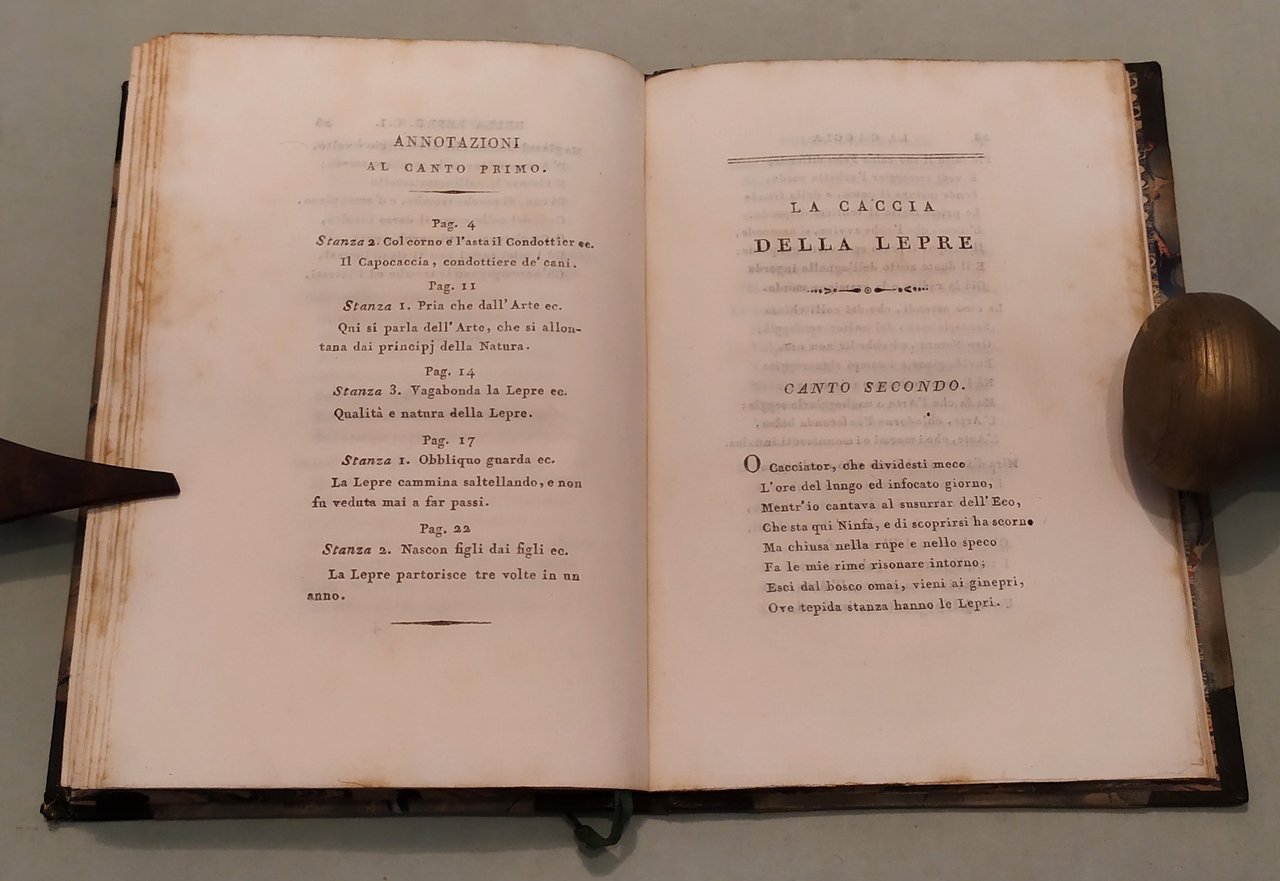 ANNOTAZIONI
AL CANTO PRIMO.
Pag. 4
Stanza 2. Col corno e l'asta il Condottier ec.
Il Capocaccia, condottiere de' cani.
Pag. 11
Stanza 1. Pria che dall'Arte ec.
Qui si parla dell'Arte, che si allon-
tana dai principj della Natura.
Pag. 14
Stanza 3. Vagabonda la Lepre ec.
Qualità e natura della Lepre.
Pag. 17
Stanza 1. Obbliquo guarda ec.
La Lepre cammina saltellando, e non
fu veduta mai a far passi.
Pag. 22
Stanza 2. Nascon figli dai figli ec.
La Lepre partorisce tre volte in un
anno.
LA CACCIA
DELLA LEPRE
CANTO SECONDO.
O Cacciator, che dividesti meco
L'ore del lungo ed infocato giorno,
Mentr'io cantava al susurrar dell'Eco,
Che sta qui Ninfa, e di scoprirsi ha scorno
Ma chiusa nella rupe e nello speco
Fa le mie rime risonare intorno;
Esci dal bosco omai, vieni ai ginepri,
Ove tepida stanza hanno le Lepri.